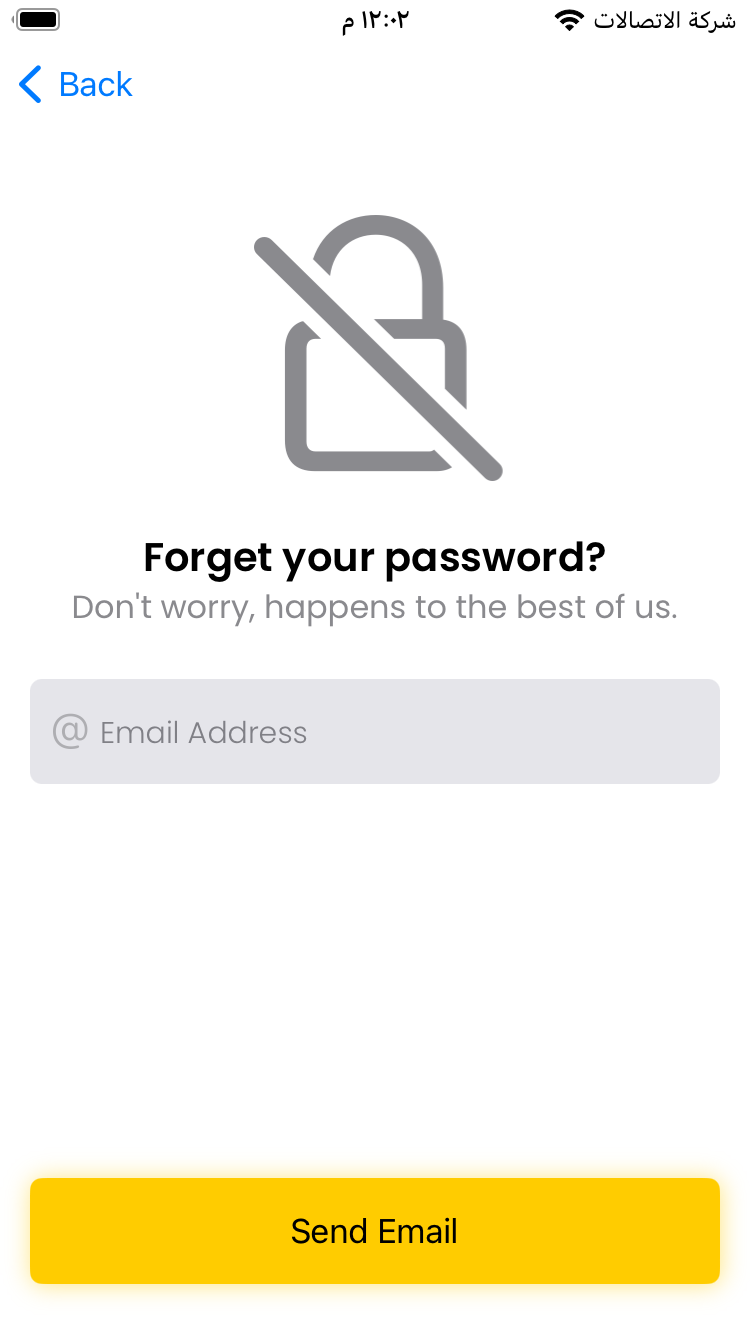 ١٢:٠٢ م
شركة الاتصالات
Back
Forget your password?
Don't worry, happens to the best of us.
@ Email Address
Send Email